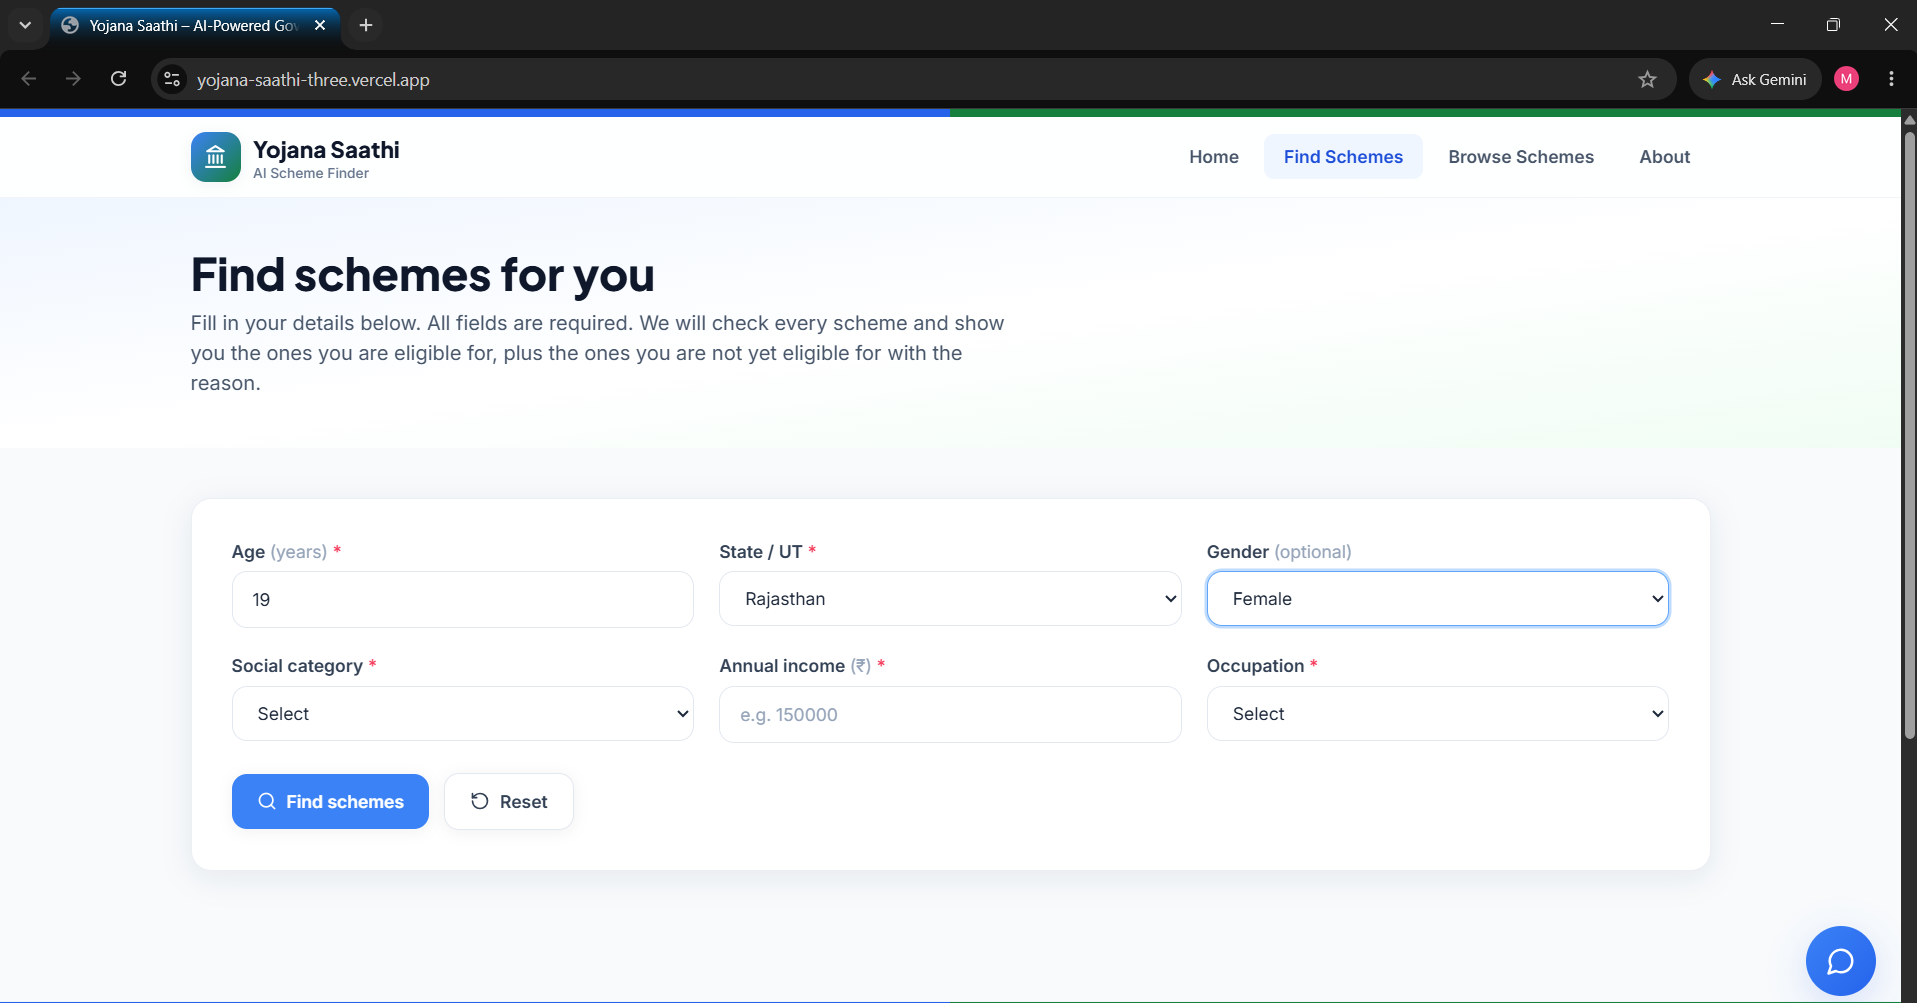 Yojana Saathi – AI-Powered Gov
yojana-saathi-three.vercel.app
Ask Gemini
M
Yojana Saathi
AI Scheme Finder
Home
Find Schemes
Browse Schemes
About
Find schemes for you
Fill in your details below. All fields are required. We will check every scheme and show
you the ones you are eligible for, plus the ones you are not yet eligible for with the
reason.
Age (years) *
State / UT *
Gender (optional)
19
Rajasthan
Female
Social category *
Annual income (₹) *
Occupation *
Select
e.g. 150000
Select
Find schemes
Reset